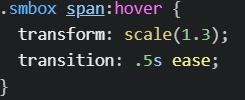 .smbox span:hover {
  transform: scale(1.3);
  transition: .5s ease;
}